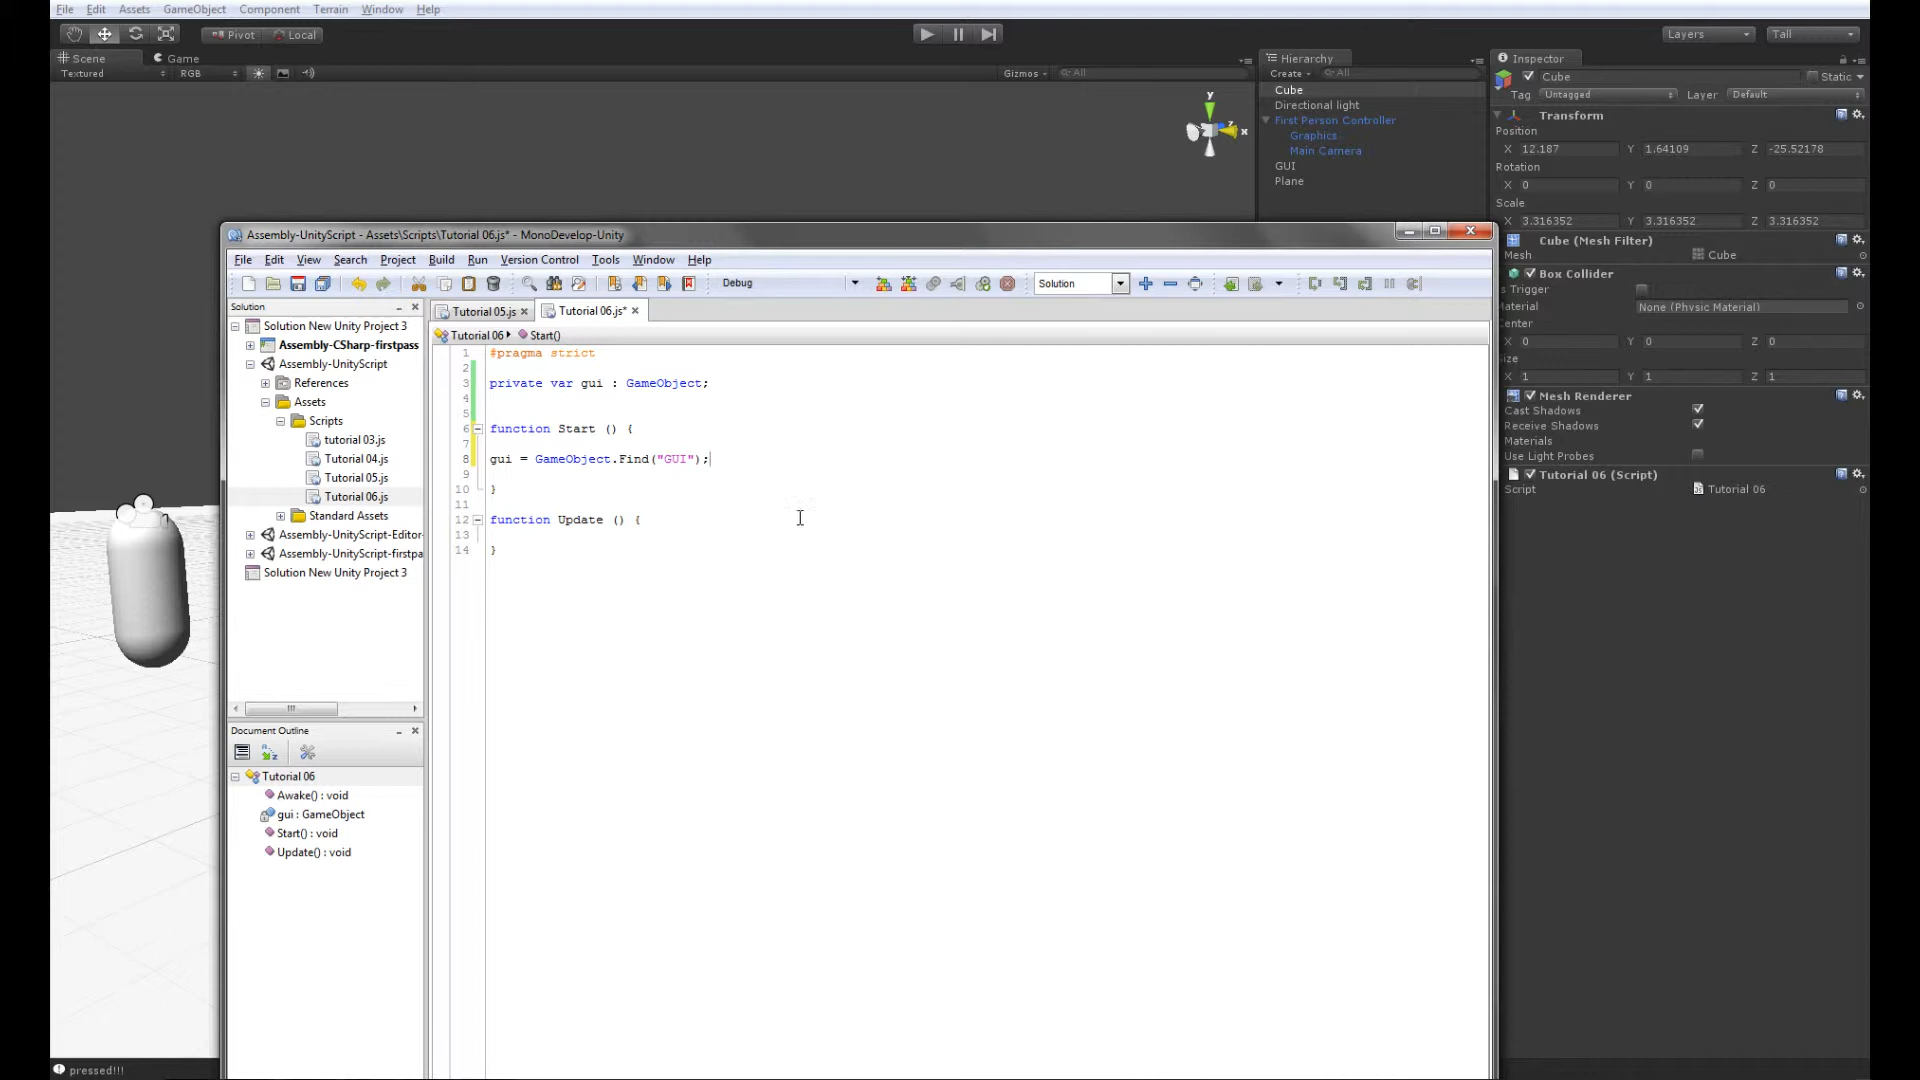 File Edit Assets GameObject Component Terrain Window Help
Pivot Local Layers Tall
Scene Game
Textured RGB Gizmos All
Hierarchy
Create All
Cube
Directional light
First Person Controller
Graphics
Main Camera
GUI
Plane
Inspector
Cube Static
Tag Untagged Layer Default
Transform
Position
X 12.187 Y 1.64109 Z -25.52178
Rotation
X 0 Y 0 Z 0
Scale
X 3.316352 Y 3.316352 Z 3.316352
Cube (Mesh Filter)
Mesh Cube
Box Collider
s Trigger
Material None (Physic Material)
Center
X 0 Y 0 Z 0
ize
X 1 Y 1 Z 1
Mesh Renderer
Cast Shadows
Receive Shadows
Materials
Use Light Probes
Tutorial 06 (Script)
Script Tutorial 06
Assembly-UnityScript - Assets\Scripts\Tutorial 06.js* - MonoDevelop-Unity
File Edit View Search Project Build Run Version Control Tools Window Help
Debug Solution
Solution
Solution New Unity Project 3
Assembly-CSharp-firstpass
Assembly-UnityScript
References
Assets
Scripts
tutorial 03.js
Tutorial 04.js
Tutorial 05.js
Tutorial 06.js
Standard Assets
Assembly-UnityScript-Editor-
Assembly-UnityScript-firstpa
Solution New Unity Project 3
Document Outline
Tutorial 06
Awake() : void
gui : GameObject
Start() : void
Update() : void
Tutorial 05.js Tutorial 06.js*
Tutorial 06 Start()
1 #pragma strict
2
3 private var gui : GameObject;
4
5
6 function Start () {
7
8 gui = GameObject.Find("GUI");
9
10 }
11
12 function Update () {
13
14 }
pressed!!!